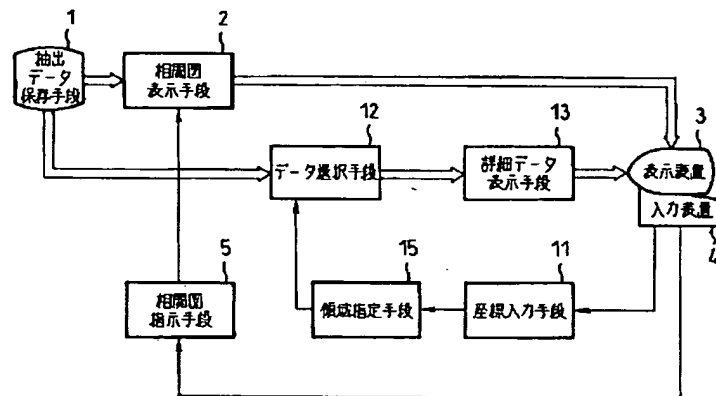 1
抽出
データ
保存手段
2
相関図
表示手段
12
データ選択手段
13
詳細データ
表示手段
3
表示装置
入力装置
4
5
相関図
指示手段
15
領域指定手段
11
座標入力手段